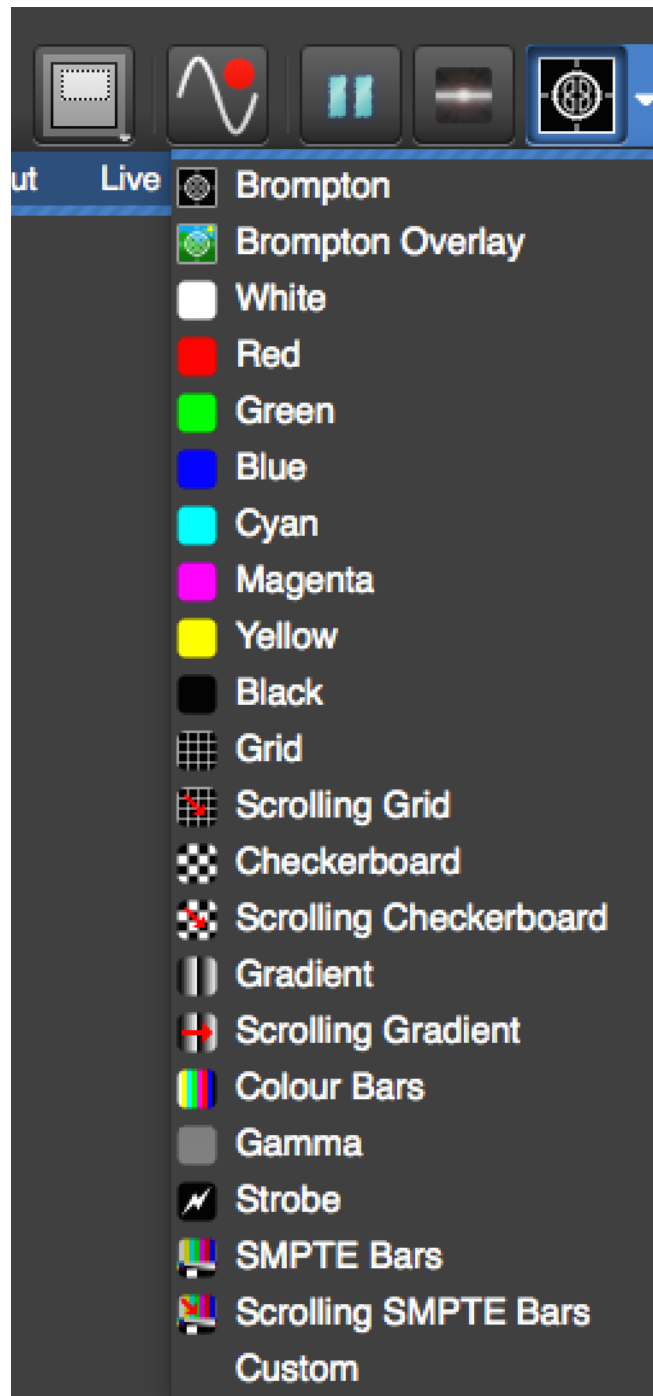 ut Live
Brompton
Brompton Overlay
White
Red
Green
Blue
Cyan
Magenta
Yellow
Black
Grid
Scrolling Grid
Checkerboard
Scrolling Checkerboard
Gradient
Scrolling Gradient
Colour Bars
Gamma
Strobe
SMPTE Bars
Scrolling SMPTE Bars
Custom